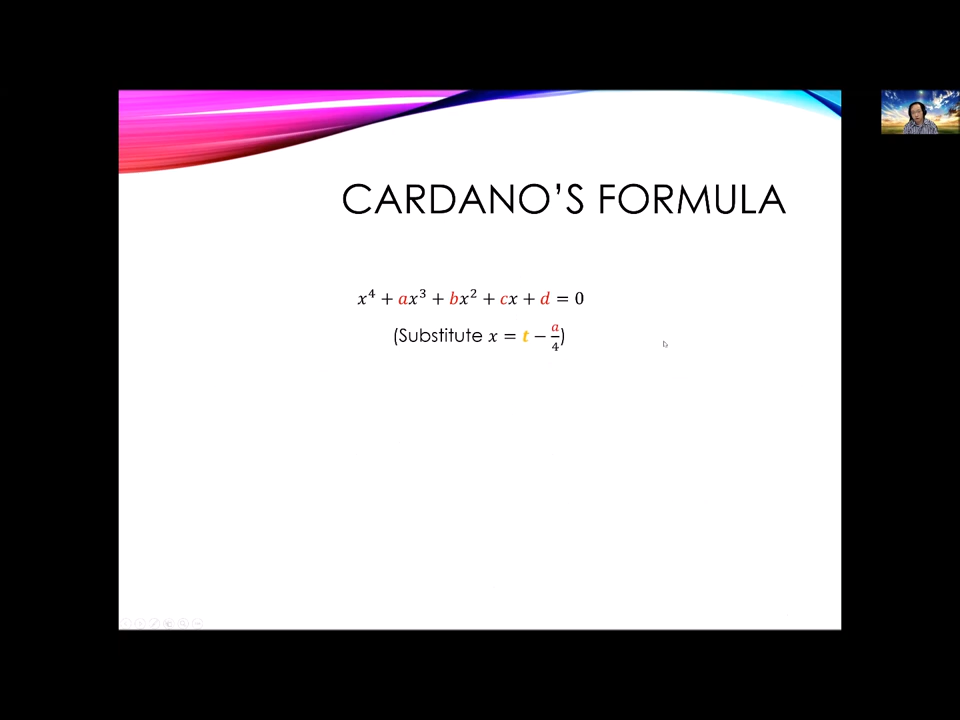 CARDANO'S FORMULA
x⁴ + ax³ + bx² + cx + d = 0
(Substitute x = t − a/4)